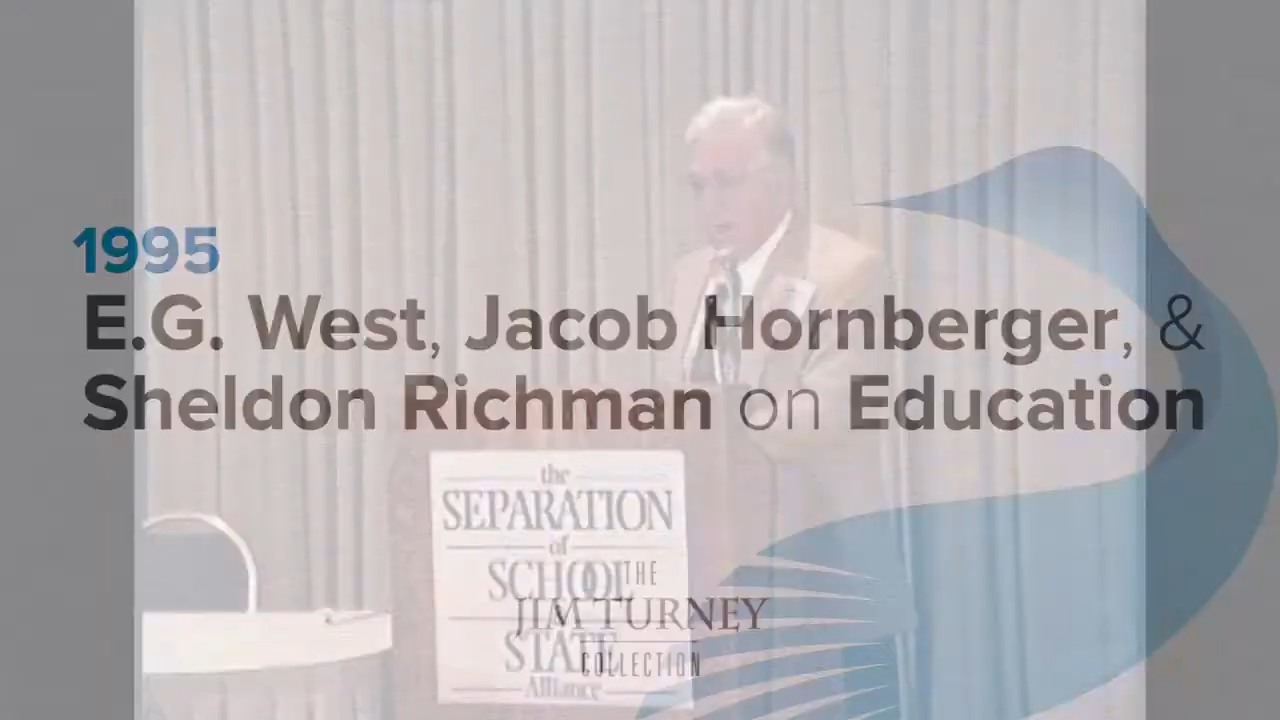 1995
E.G. West, Jacob Hornberger, &
Sheldon Richman on Education
the
SEPARATION
of
SCHOOL
STATE
Alliance
THE
JIM TURNEY
COLLECTION